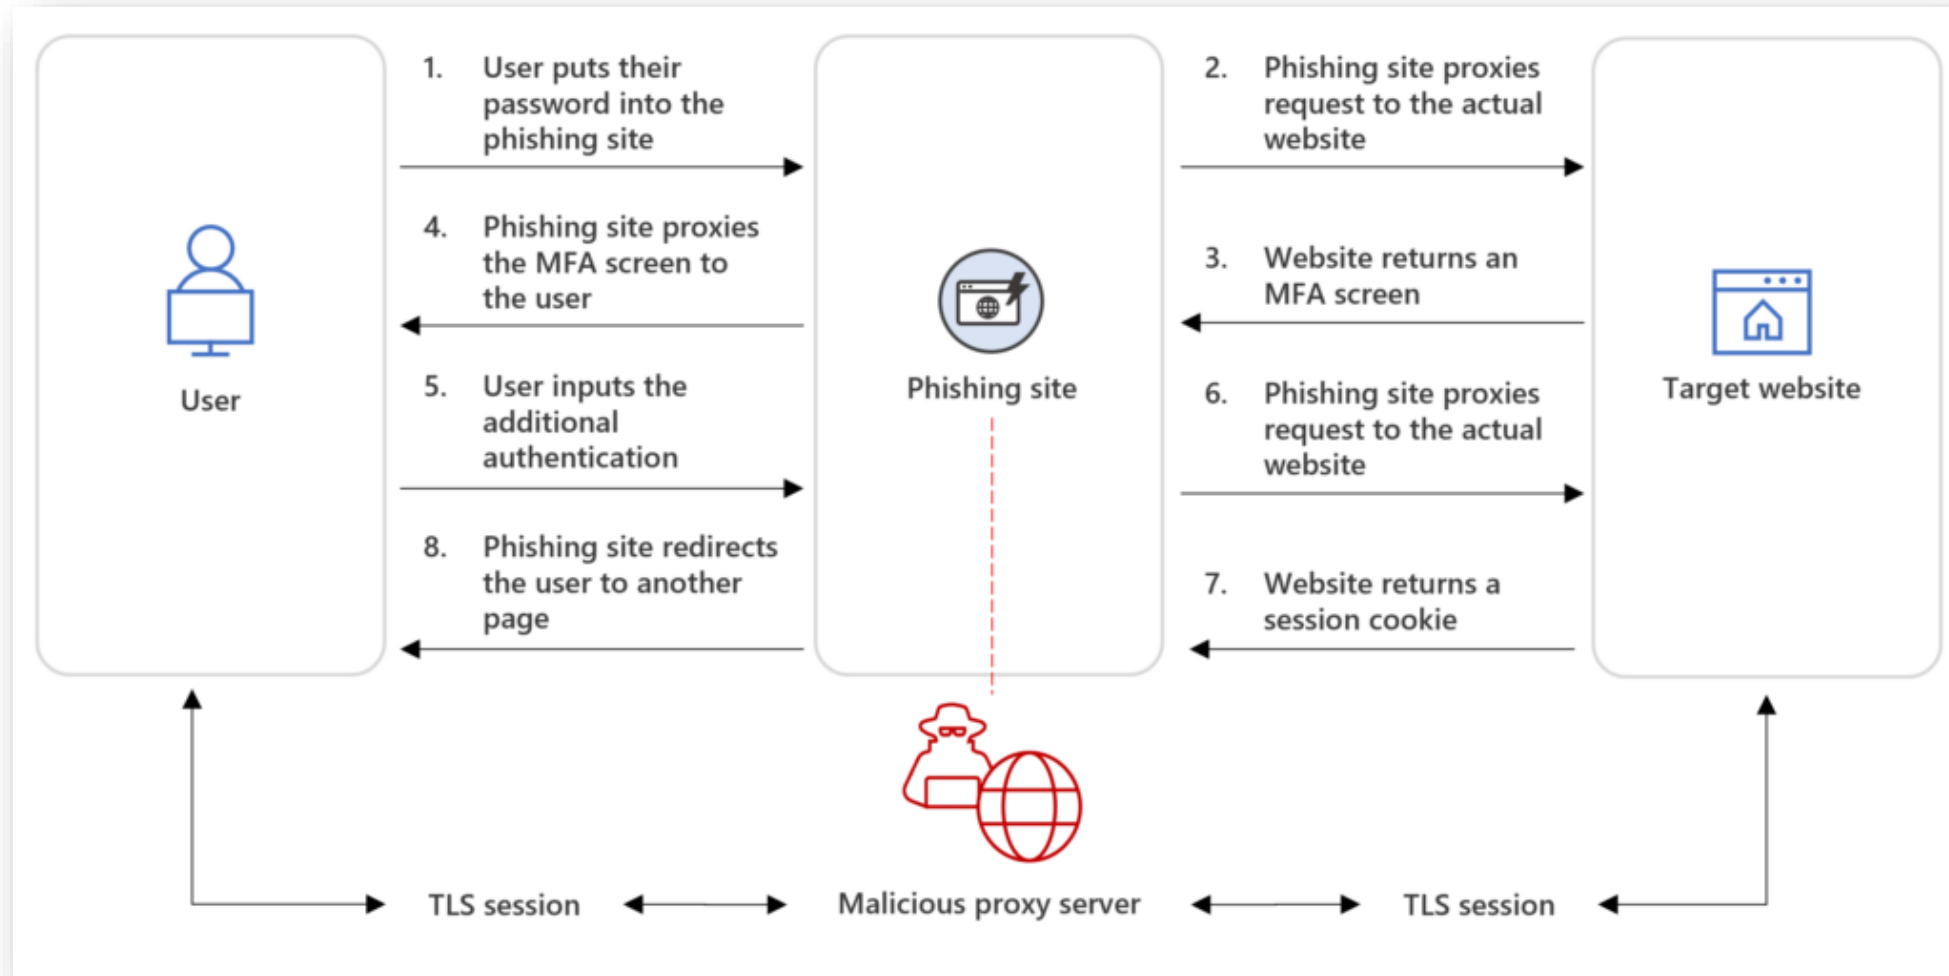 1. User puts their
password into the
phishing site
2. Phishing site proxies
request to the actual
website
4. Phishing site proxies
the MFA screen to
the user
3. Website returns an
MFA screen
5. User inputs the
additional
authentication
6. Phishing site proxies
request to the actual
website
8. Phishing site redirects
the user to another
page
7. Website returns a
session cookie
User
Phishing site
Target website
TLS session
Malicious proxy server
TLS session